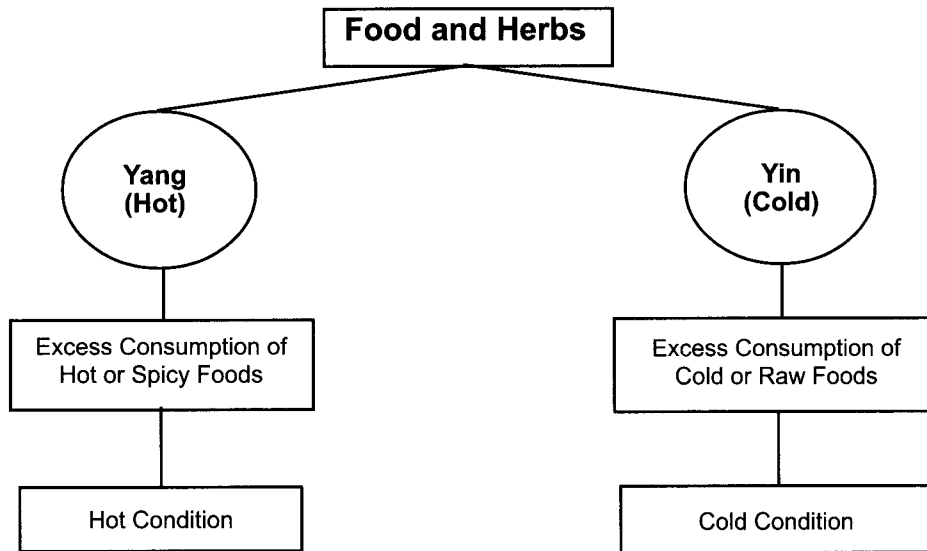 Food and Herbs
Yang
(Hot)
Yin
(Cold)
Excess Consumption of
Hot or Spicy Foods
Excess Consumption of
Cold or Raw Foods
Hot Condition
Cold Condition